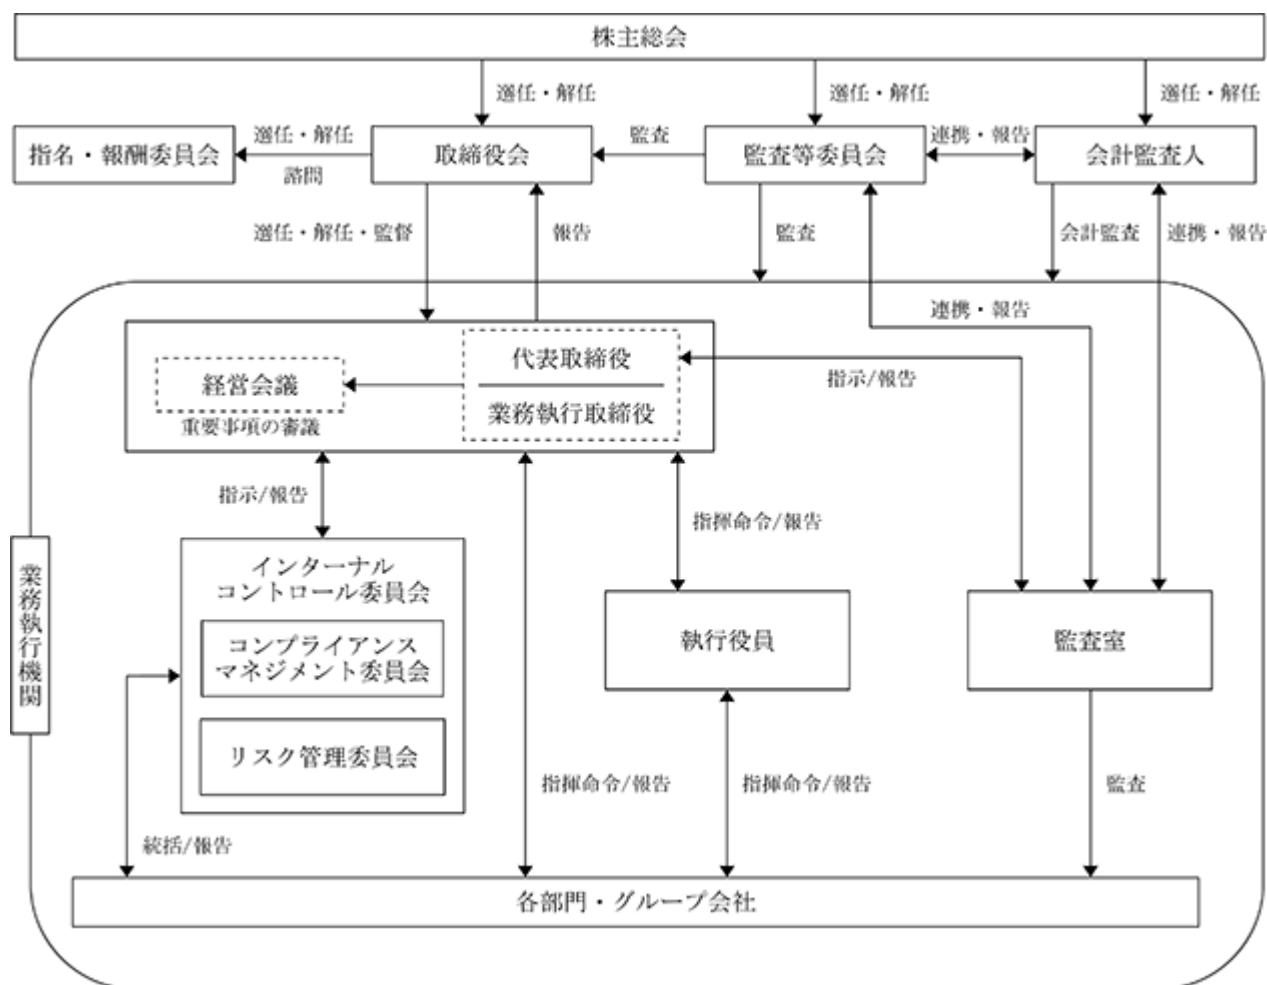 株主総会
選任・解任
選任・解任
選任・解任
指名・報酬委員会
選任・解任
諮問
取締役会
監査
監査等委員会
連携・報告
会計監査人
選任・解任・監督
報告
監査
会計監査
連携・報告
連携・報告
経営会議
重要事項の審議
代表取締役
業務執行取締役
指示/報告
指示/報告
指揮命令/報告
業務執行機関
インターナル
コントロール委員会
コンプライアンス
マネジメント委員会
リスク管理委員会
執行役員
監査室
統括/報告
指揮命令/報告
指揮命令/報告
監査
各部門・グループ会社